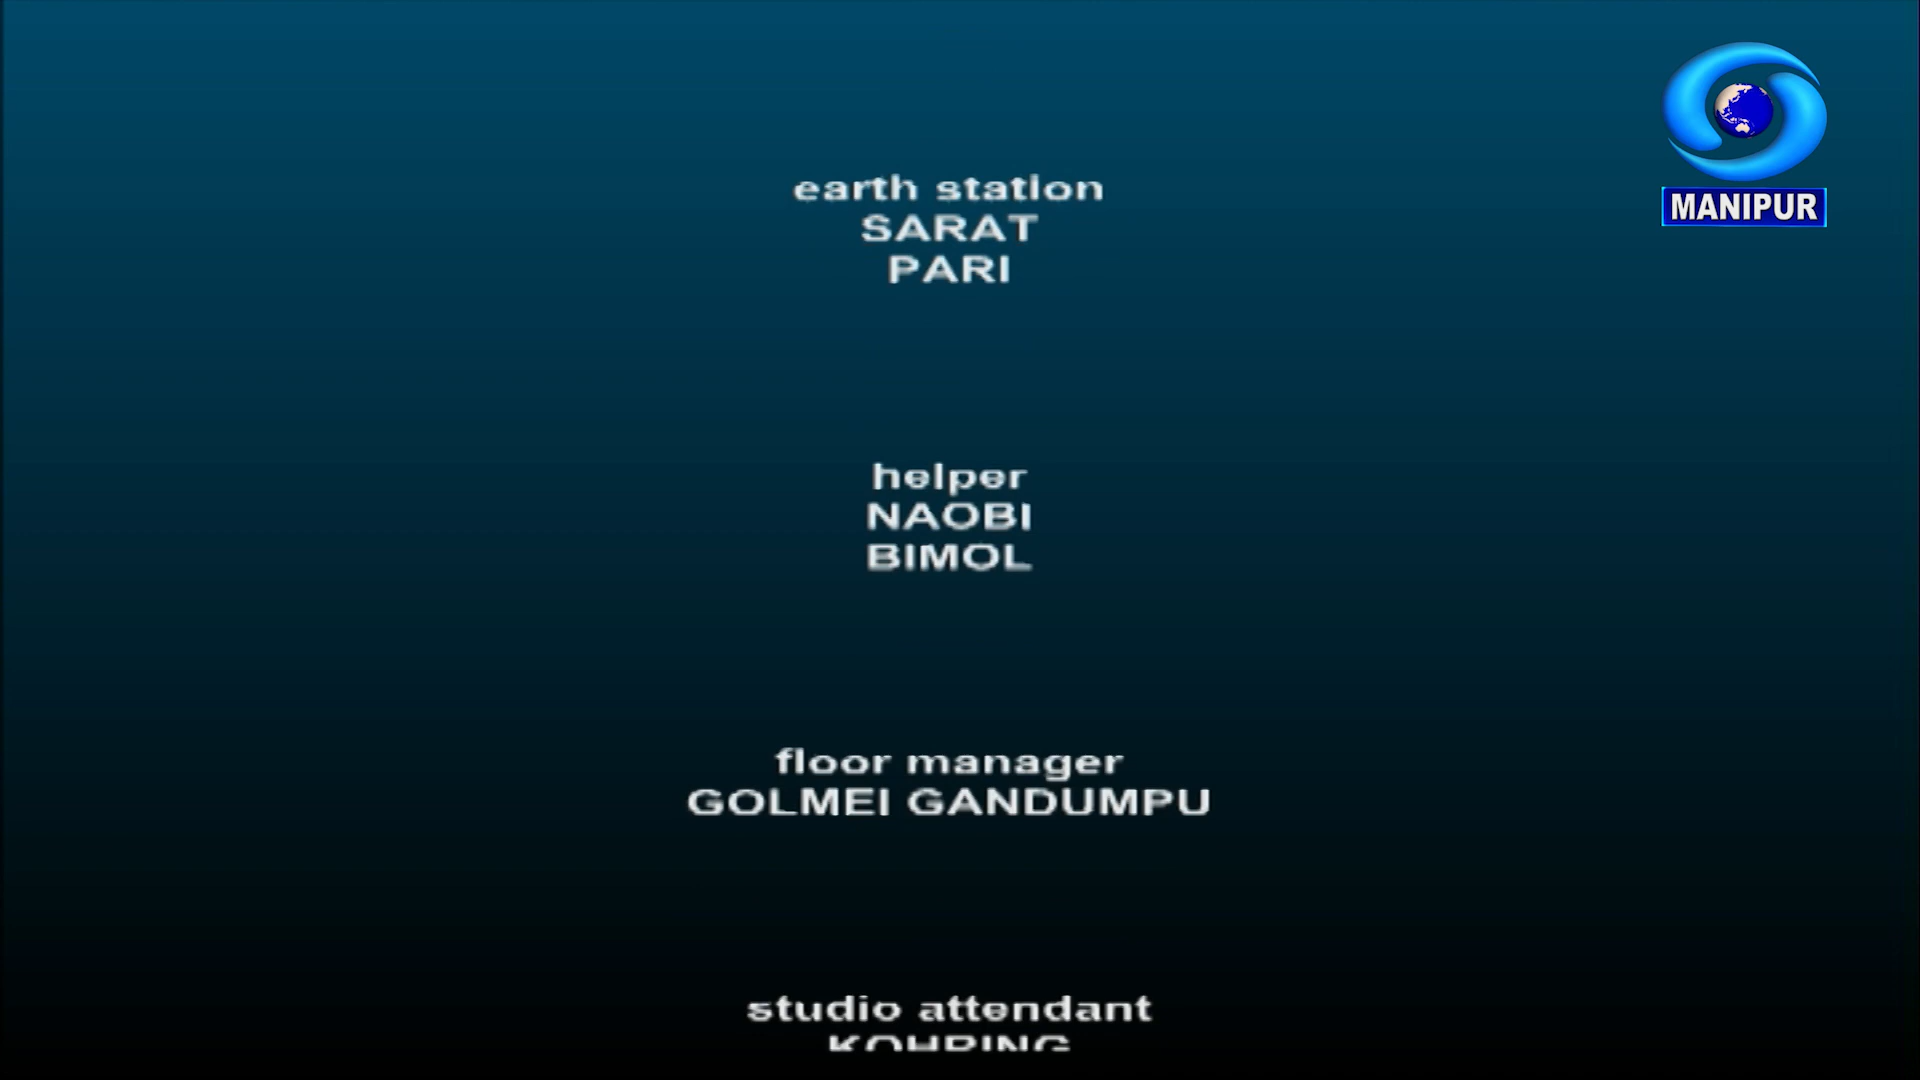 MANIPUR
earth station
SARAT
PARI
helper
NAOBI
BIMOL
floor manager
GOLMEI GANDUMPU
studio attendant